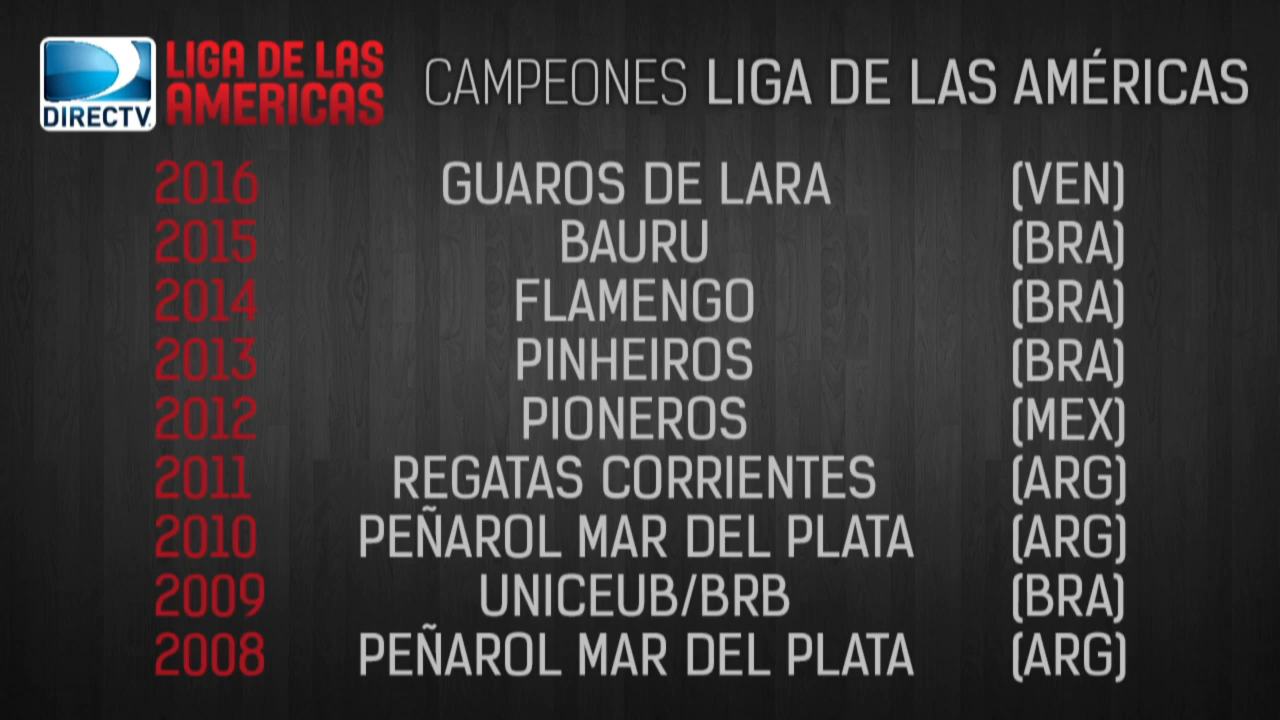 DIRECTV
LIGA DE LAS
AMERICAS
CAMPEONES LIGA DE LAS AMÉRICAS
2016 GUAROS DE LARA (VEN)
2015 BAURU (BRA)
2014 FLAMENGO (BRA)
2013 PINHEIROS (BRA)
2012 PIONEROS (MEX)
2011 REGATAS CORRIENTES (ARG)
2010 PEÑAROL MAR DEL PLATA (ARG)
2009 UNICEUB/BRB (BRA)
2008 PEÑAROL MAR DEL PLATA (ARG)